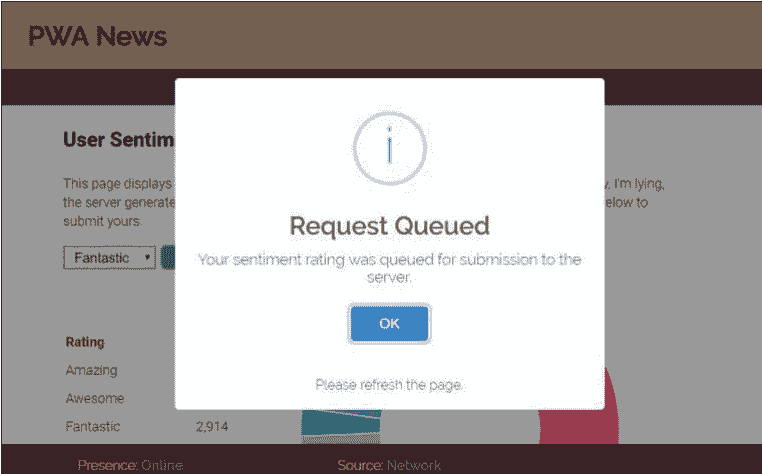 PWA News
User Sentim
This page displays
, I'm lying,
the server generate
elow to
submit yours.
Fantastic
i
Request Queued
Your sentiment rating was queued for submission to the
server.
OK
Please refresh the page.
Rating
Amazing
Awesome
Fantastic 2,914
Presence: Online Source: Network